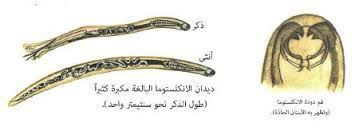 ذكر
أنثى
ديدان الانكلستوما البالغة مكبرة كثيراً
(طول الذكر نحو سنتيمتر واحد).
فم دودة الانكلستوما
(وتظهر به الأسنان الحادة).